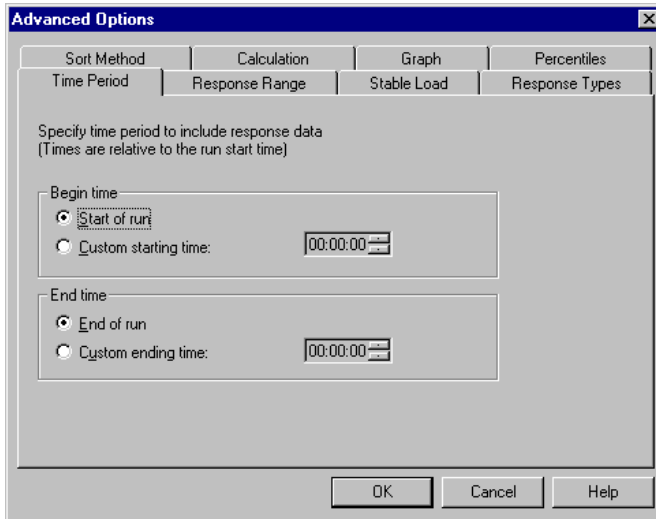 Advanced Options
Sort Method Calculation Graph Percentiles
Time Period Response Range Stable Load Response Types
Specify time period to include response data
(Times are relative to the run start time)
Begin time
Start of run
Custom starting time: 00:00:00
End time
End of run
Custom ending time: 00:00:00
OK Cancel Help